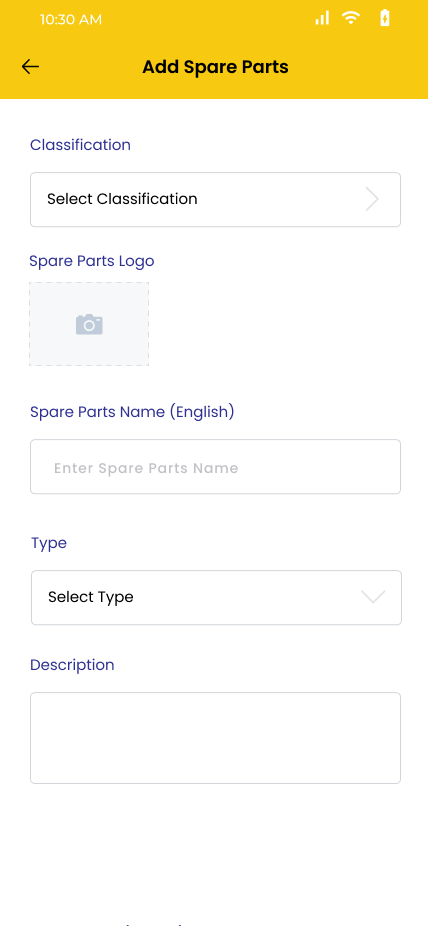 10:30 AM
Add Spare Parts
Classification
Select Classification
Spare Parts Logo
Spare Parts Name (English)
Enter Spare Parts Name
Type
Select Type
Description